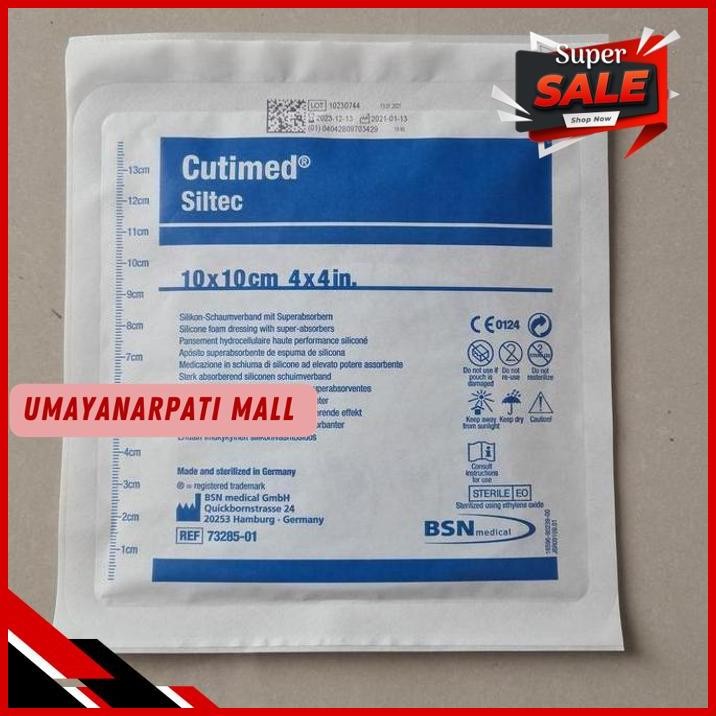 Super
SALE
Shop Now
LOT 10230744 13.01.2021
2023-12-13 2021-01-13
(01) 04042809703429
Cutimed®
Siltec
13cm
12cm
11cm
10cm
9cm
8cm
7cm
4cm
3cm
2cm
1cm
10x10cm 4x4in.
Silikon-Schaumverband mit Superabsorbern
Silicone foam dressing with super-absorbers
Pansement hydrocellulaire haute performance siliconé
Apósito superabsorbente de espuma de silicona
Medicazione in schiuma di silicone ad elevato potere assorbente
Sterk absorberend siliconen schuimverband
UMAYANARPATI MALL
CE 0124
Do not use if pouch is damaged
Do not re-use
Do not resterilize
Keep away from sunlight
Keep dry
Caution!
Consult instructions for use
STERILE EO
Sterilized using ethylene oxide
Made and sterilized in Germany
® = registered trademark
BSN medical GmbH
Quickbornstrasse 24
20253 Hamburg - Germany
REF 73285-01
BSN medical